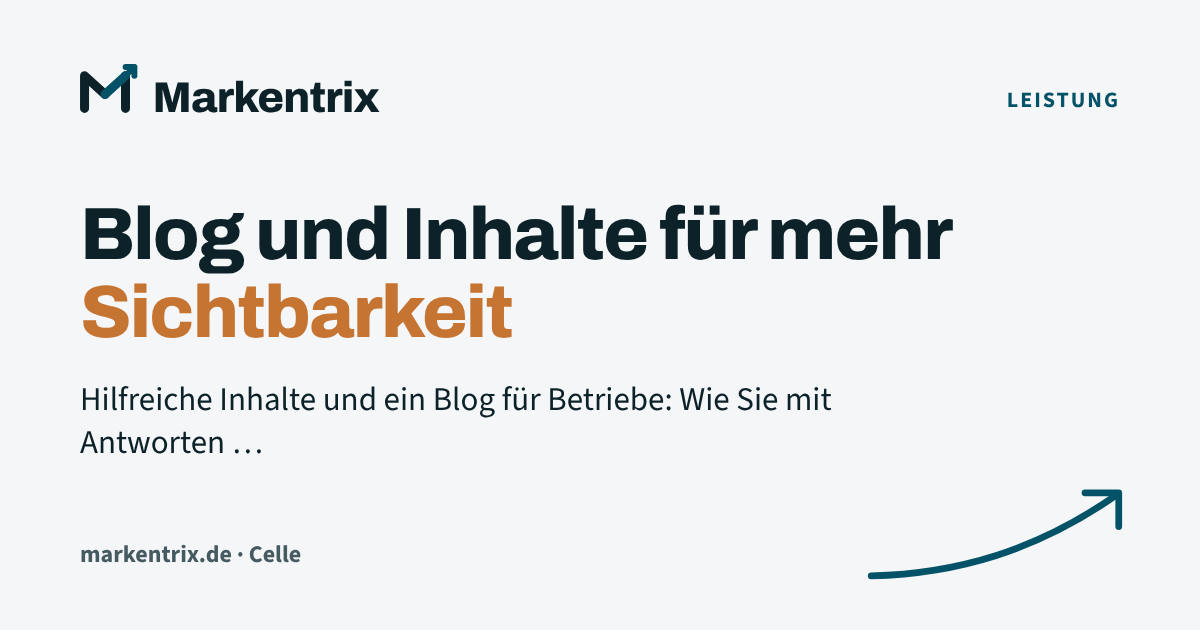 Markentrix
LEISTUNG
Blog und Inhalte für mehr
Sichtbarkeit
Hilfreiche Inhalte und ein Blog für Betriebe: Wie Sie mit
Antworten …
markentrix.de · Celle